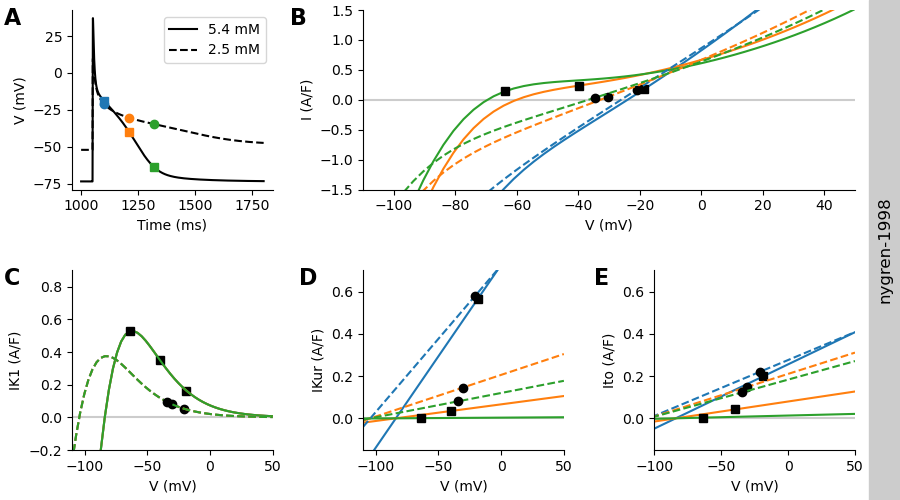 A
25
0
−25
−50
−75
V (mV)
5.4 mM
2.5 mM
1000
1250
1500
1750
Time (ms)
B
1.5
1.0
0.5
0.0
−0.5
−1.0
−1.5
I (A/F)
−100
−80
−60
−40
−20
0
20
40
V (mV)
C
0.8
0.6
0.4
0.2
0.0
−0.2
IK1 (A/F)
−100
−50
0
50
V (mV)
D
0.6
0.4
0.2
0.0
IKur (A/F)
−100
−50
0
50
V (mV)
E
0.6
0.4
0.2
0.0
Ito (A/F)
−100
−50
0
50
V (mV)
nygren-1998